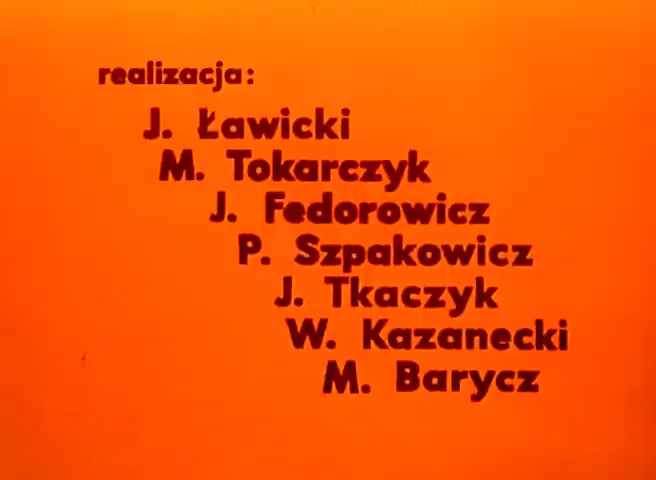 realizacja:
J. Ławicki
M. Tokarczyk
J. Fedorowicz
P. Szpakowicz
J. Tkaczyk
W. Kazanecki
M. Barycz